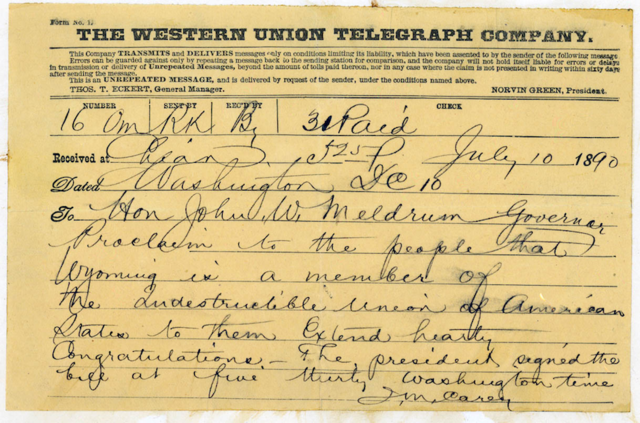 Form No. 1.
THE WESTERN UNION TELEGRAPH COMPANY.
This Company TRANSMITS and DELIVERS messages only on conditions limiting its liability, which have been assented to by the sender of the following message.
Errors can be guarded against only by repeating a message back to the sending station for comparison, and the company will not hold itself liable for errors or delays
in transmission or delivery of Unrepeated Messages, beyond the amount of tolls paid thereon, nor in any case where the claim is not presented in writing within sixty days
after sending the message.
This is an UNREPEATED MESSAGE, and is delivered by request of the sender, under the conditions named above.
THOS. T. ECKERT, General Manager. NORVIN GREEN, President.
NUMBER SENT BY REC'D BY CHECK
16 Om KK By 31 Paid
Received at 525 P July 10 1890
Dated Washington DC 10
To Hon John W. Meldrum Governor
Proclaim to the people that
Wyoming is a member of
the indestructible Union of American
States to them Extend hearty
Congratulations - The president signed the
bill at five thirty Washington time
J.M. Carey